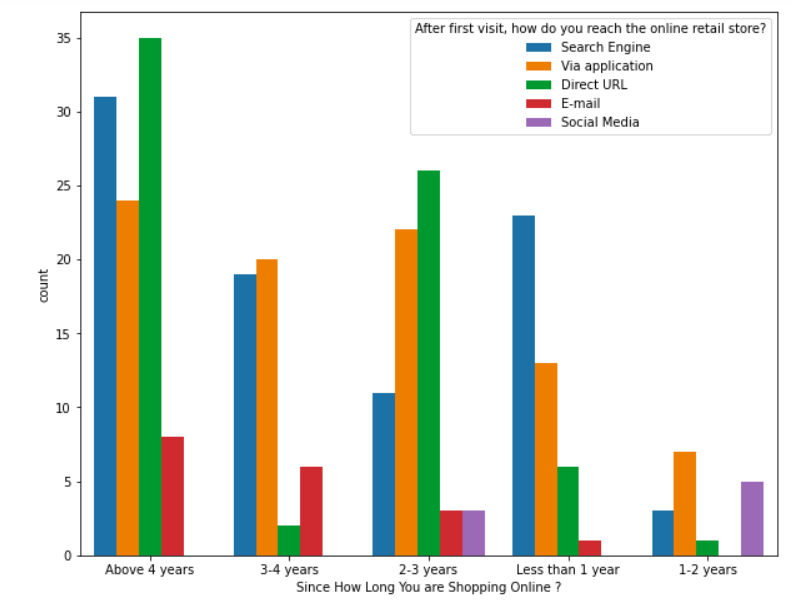 After first visit, how do you reach the online retail store?
Search Engine
Via application
Direct URL
E-mail
Social Media
35
30
25
20
15
10
5
0
count
Above 4 years 3-4 years 2-3 years Less than 1 year 1-2 years
Since How Long You are Shopping Online ?